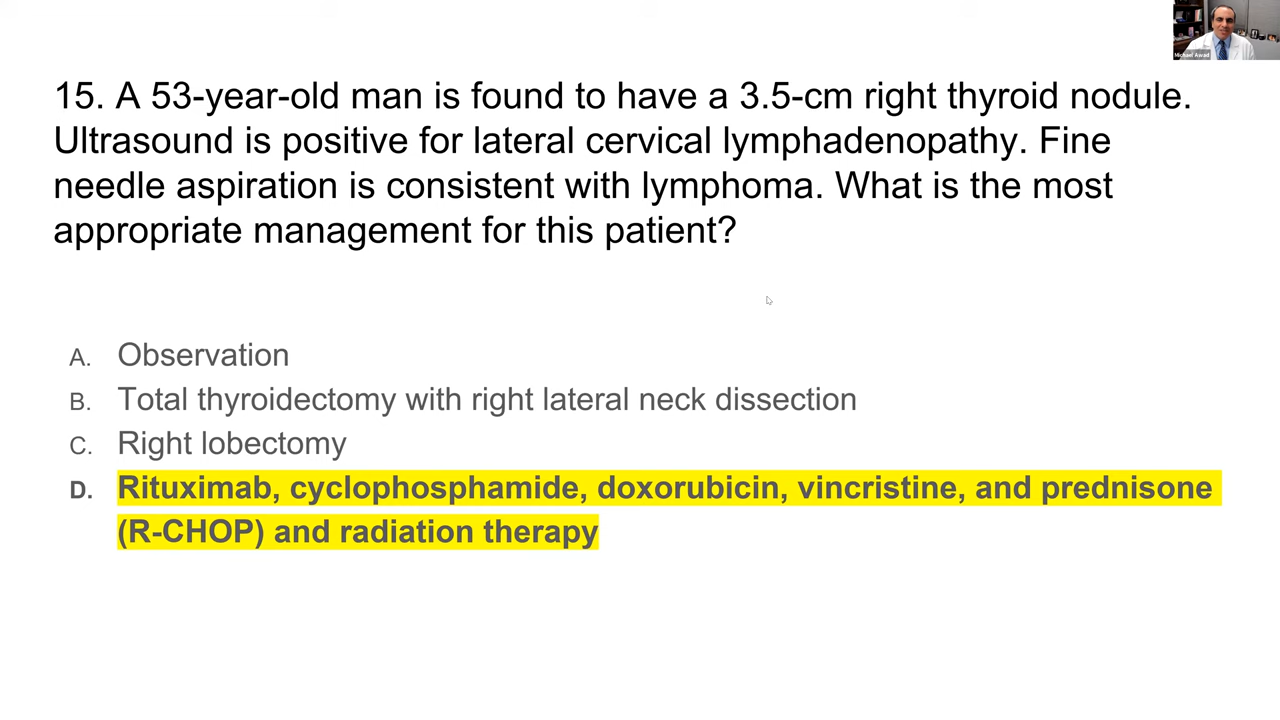 Michael Awad
15. A 53-year-old man is found to have a 3.5-cm right thyroid nodule.
Ultrasound is positive for lateral cervical lymphadenopathy. Fine
needle aspiration is consistent with lymphoma. What is the most
appropriate management for this patient?
A. Observation
B. Total thyroidectomy with right lateral neck dissection
C. Right lobectomy
D. Rituximab, cyclophosphamide, doxorubicin, vincristine, and prednisone
(R-CHOP) and radiation therapy